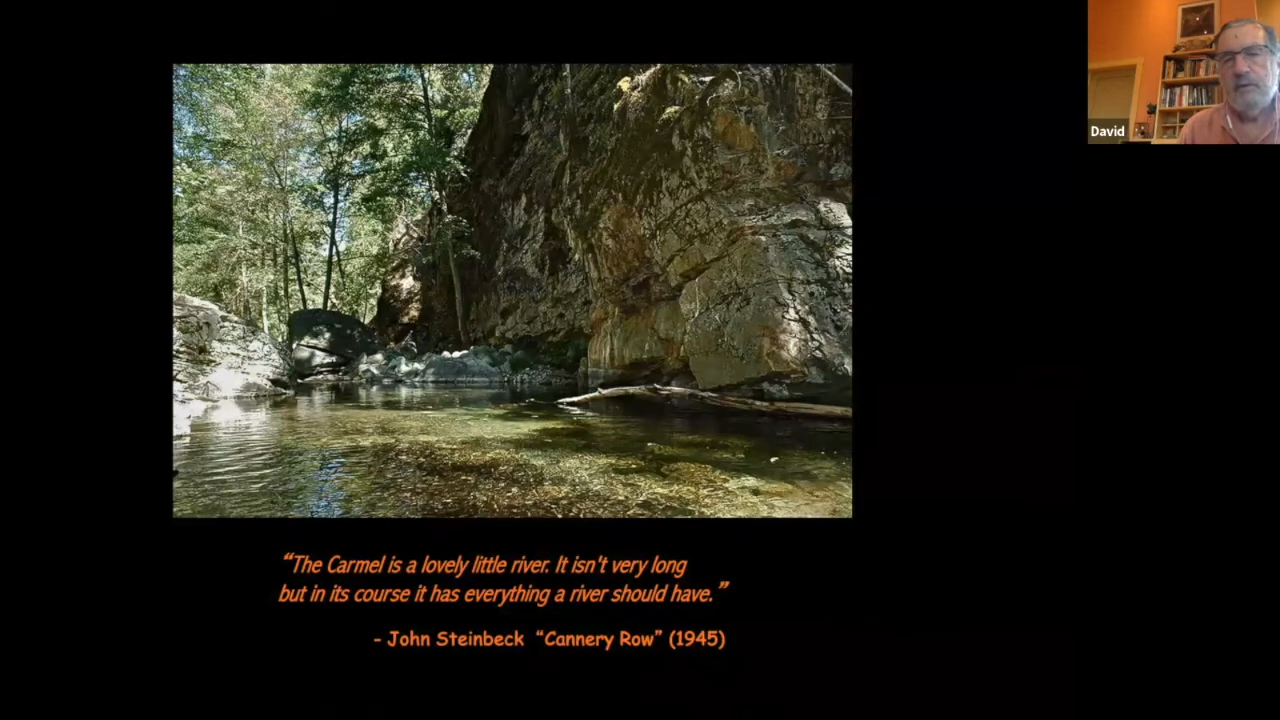 David
“The Carmel is a lovely little river. It isn't very long
but in its course it has everything a river should have.”
- John Steinbeck “Cannery Row” (1945)